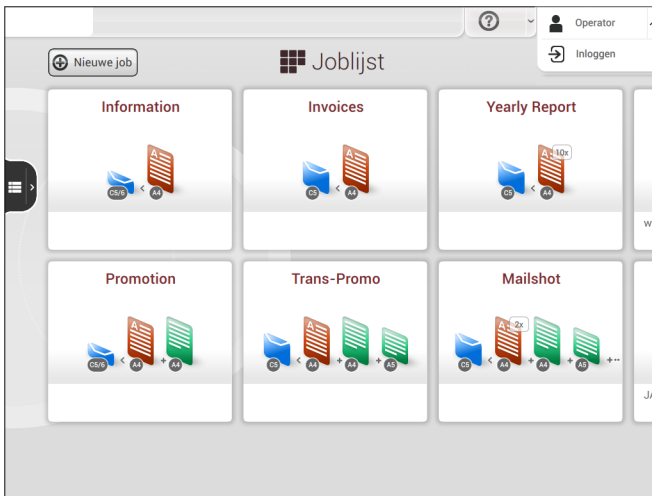 Operator
Inloggen
Nieuwe job
Joblijst
Information
Invoices
Yearly Report
A
C5/6
A4
A
C5
A4
A
10x
C5
A4
w
Promotion
Trans-Promo
Mailshot
A
C5/6
A4
A4
A
C5
A4
A4
A5
A
2x
C5
A4
A4
A5
JA